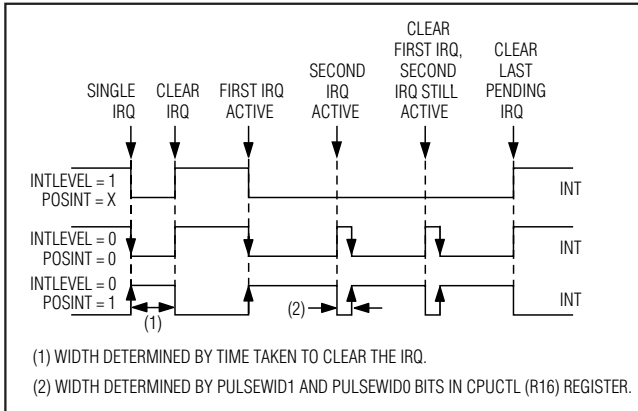 SINGLE
IRQ
CLEAR
IRQ
FIRST IRQ
ACTIVE
SECOND
IRQ
ACTIVE
CLEAR
FIRST IRQ,
SECOND
IRQ STILL
ACTIVE
CLEAR
LAST
PENDING
IRQ
INTLEVEL = 1
POSINT = X
INT
INTLEVEL = 0
POSINT = 0
INT
INTLEVEL = 0
POSINT = 1
INT
(1)
(2)
(1) WIDTH DETERMINED BY TIME TAKEN TO CLEAR THE IRQ.
(2) WIDTH DETERMINED BY PULSEWID1 AND PULSEWID0 BITS IN CPUCTL (R16) REGISTER.